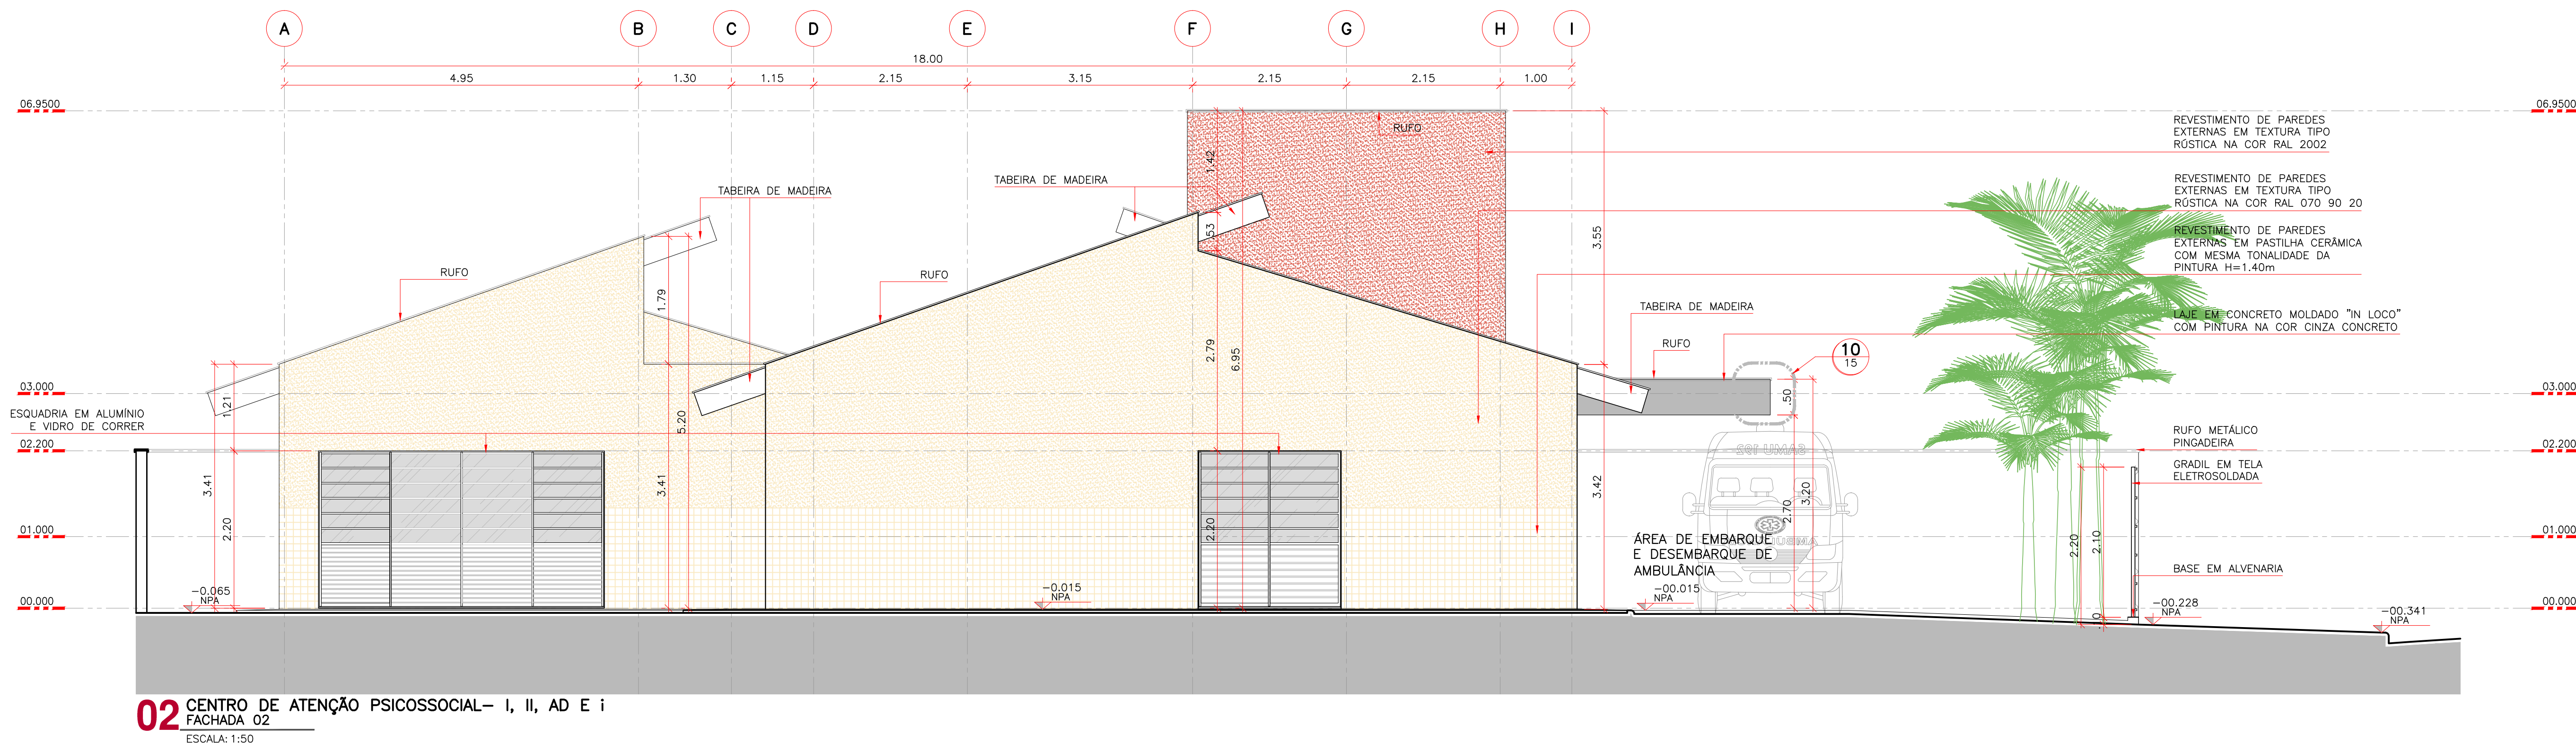 A B C D E F G H I
18.00
4.95 1.30 1.15 2.15 3.15 2.15 2.15 1.00
06.9500
06.9500
RUFO
REVESTIMENTO DE PAREDES
EXTERNAS EM TEXTURA TIPO
RÚSTICA NA COR RAL 2002
1.42
TABEIRA DE MADEIRA
TABEIRA DE MADEIRA
REVESTIMENTO DE PAREDES
EXTERNAS EM TEXTURA TIPO
RÚSTICA NA COR RAL 070 90 20
.53
3.55
REVESTIMENTO DE PAREDES
EXTERNAS EM PASTILHA CERÂMICA
COM MESMA TONALIDADE DA
PINTURA H=1.40m
RUFO
RUFO
1.79
TABEIRA DE MADEIRA
LAJE EM CONCRETO MOLDADO "IN LOCO"
COM PINTURA NA COR CINZA CONCRETO
RUFO
10
15
2.79
6.95
03.000
03.000
1.21
5.20
.50
ESQUADRIA EM ALUMÍNIO
E VIDRO DE CORRER
02.200
02.200
RUFO METÁLICO
PINGADEIRA
SAMU-192
GRADIL EM TELA
ELETROSOLDADA
3.41
3.41
3.42
3.20
2.70
2.20
2.20
2.20
2.10
01.000
01.000
ÁREA DE EMBARQUE
E DESEMBARQUE DE
AMBULÂNCIA
BASE EM ALVENARIA
-0.065
NPA
-0.015
NPA
-00.015
NPA
-00.228
NPA
-00.341
NPA
00.000
00.000
02 CENTRO DE ATENÇÃO PSICOSSOCIAL- I, II, AD E i
FACHADA 02
ESCALA: 1:50